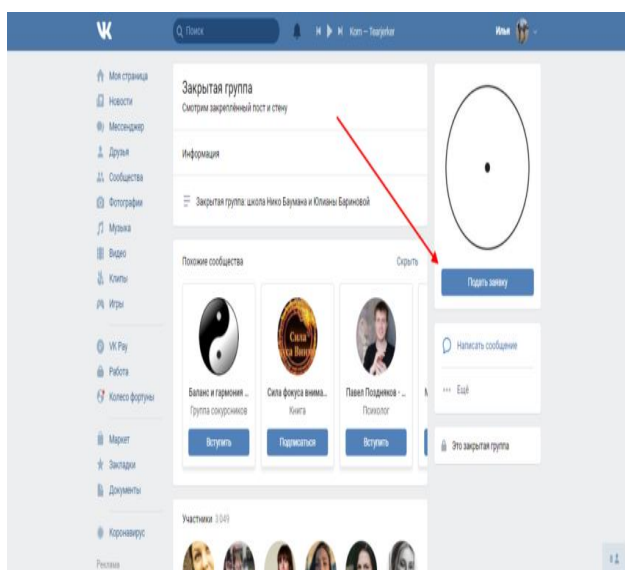 Поиск
Korn – Tearjerker
Илья
Моя страница
Новости
Мессенджер
Друзья
Сообщества
Фотографии
Музыка
Видео
Клипы
Игры
VK Pay
Работа
Колесо фортуны
Маркет
Закладки
Документы
Коронавирус
Реклама
Закрытая группа
Смотрим закреплённый пост и стену
Информация
Закрытая группа: школа Нико Баумана и Юлианы Бариновой
Похожие сообщества
Скрыть
Сила
Баланс и гармония ...
Группа сокурсников
Вступить
Сила фокуса внима...
Книга
Подписаться
Павел Поздняков - ...
Психолог
Вступить
Участники 3 049
Подать заявку
Написать сообщение
Ещё
Это закрытая группа